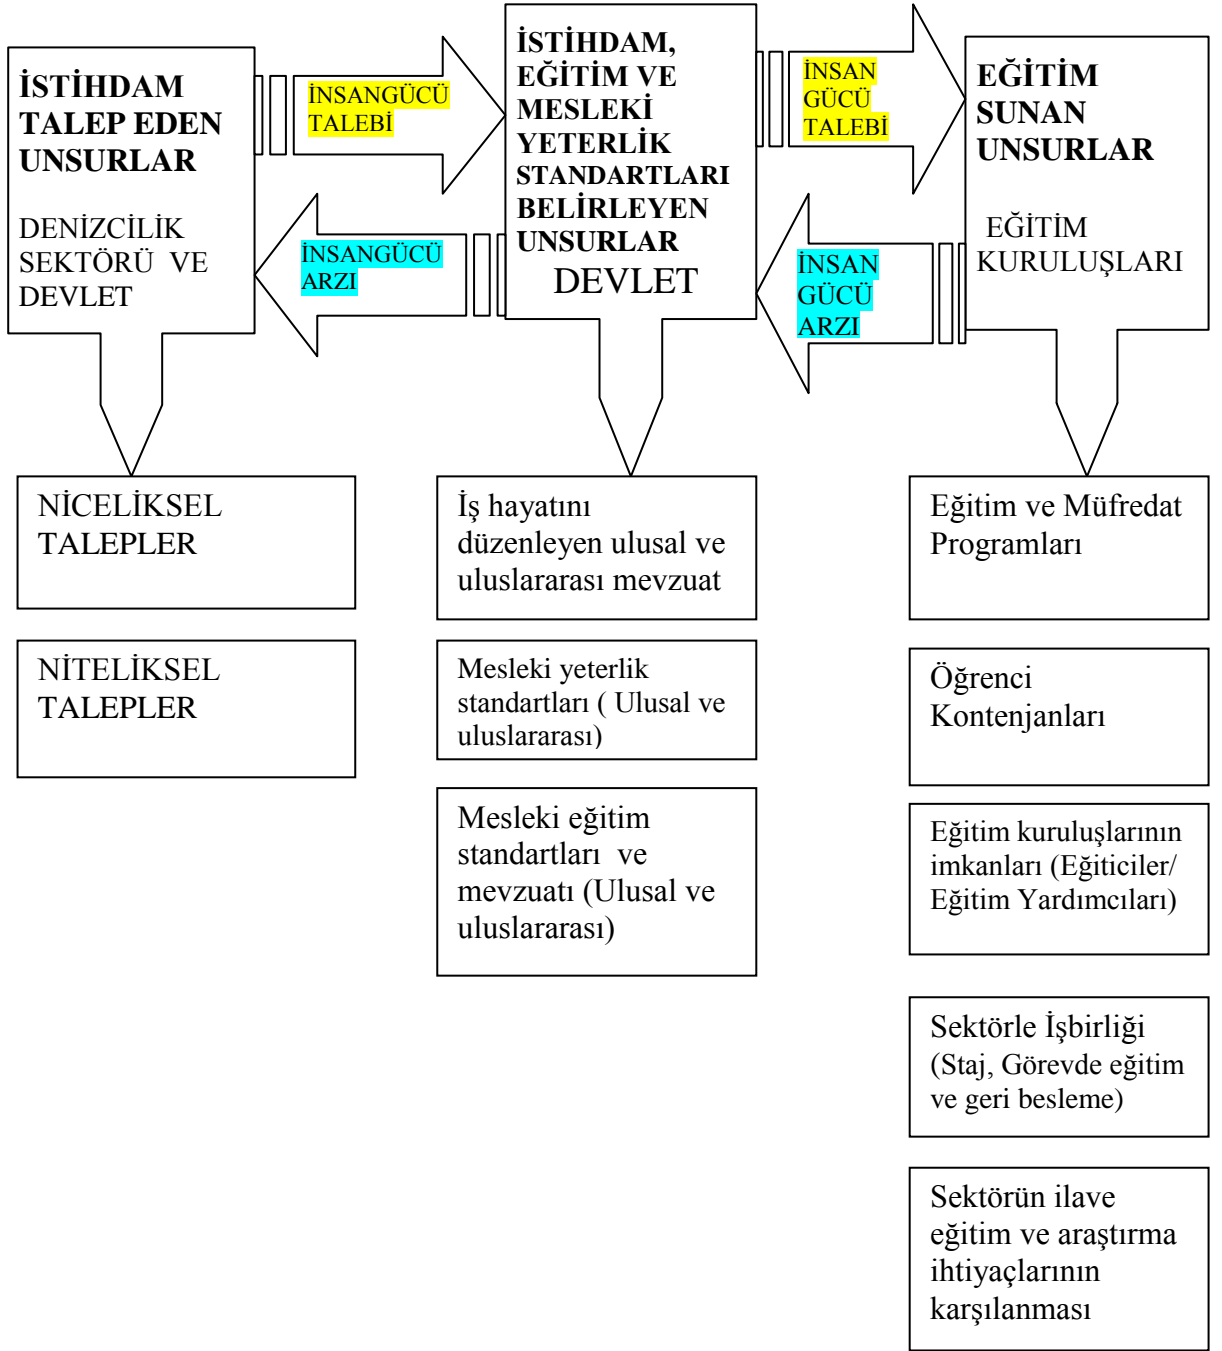 İSTİHDAM
TALEP EDEN
UNSURLAR
DENİZCİLİK
SEKTÖRÜ VE
DEVLET
İNSANGÜCÜ
TALEBİ
İNSANGÜCÜ
ARZI
İSTİHDAM,
EĞİTİM VE
MESLEKİ
YETERLİK
STANDARTLARI
BELİRLEYEN
UNSURLAR
DEVLET
İNSAN
GÜCÜ
TALEBİ
İNSAN
GÜCÜ
ARZI
EĞİTİM
SUNAN
UNSURLAR
EĞİTİM
KURULUŞLARI
NİCELİKSEL
TALEPLER
NİTELİKSEL
TALEPLER
İş hayatını
düzenleyen ulusal ve
uluslararası mevzuat
Mesleki yeterlik
standartları ( Ulusal ve
uluslararası)
Mesleki eğitim
standartları ve
mevzuatı (Ulusal ve
uluslararası)
Eğitim ve Müfredat
Programları
Öğrenci
Kontenjanları
Eğitim kuruluşlarının
imkanları (Eğiticiler/
Eğitim Yardımcıları)
Sektörle İşbirliği
(Staj, Görevde eğitim
ve geri besleme)
Sektörün ilave
eğitim ve araştırma
ihtiyaçlarının
karşılanması